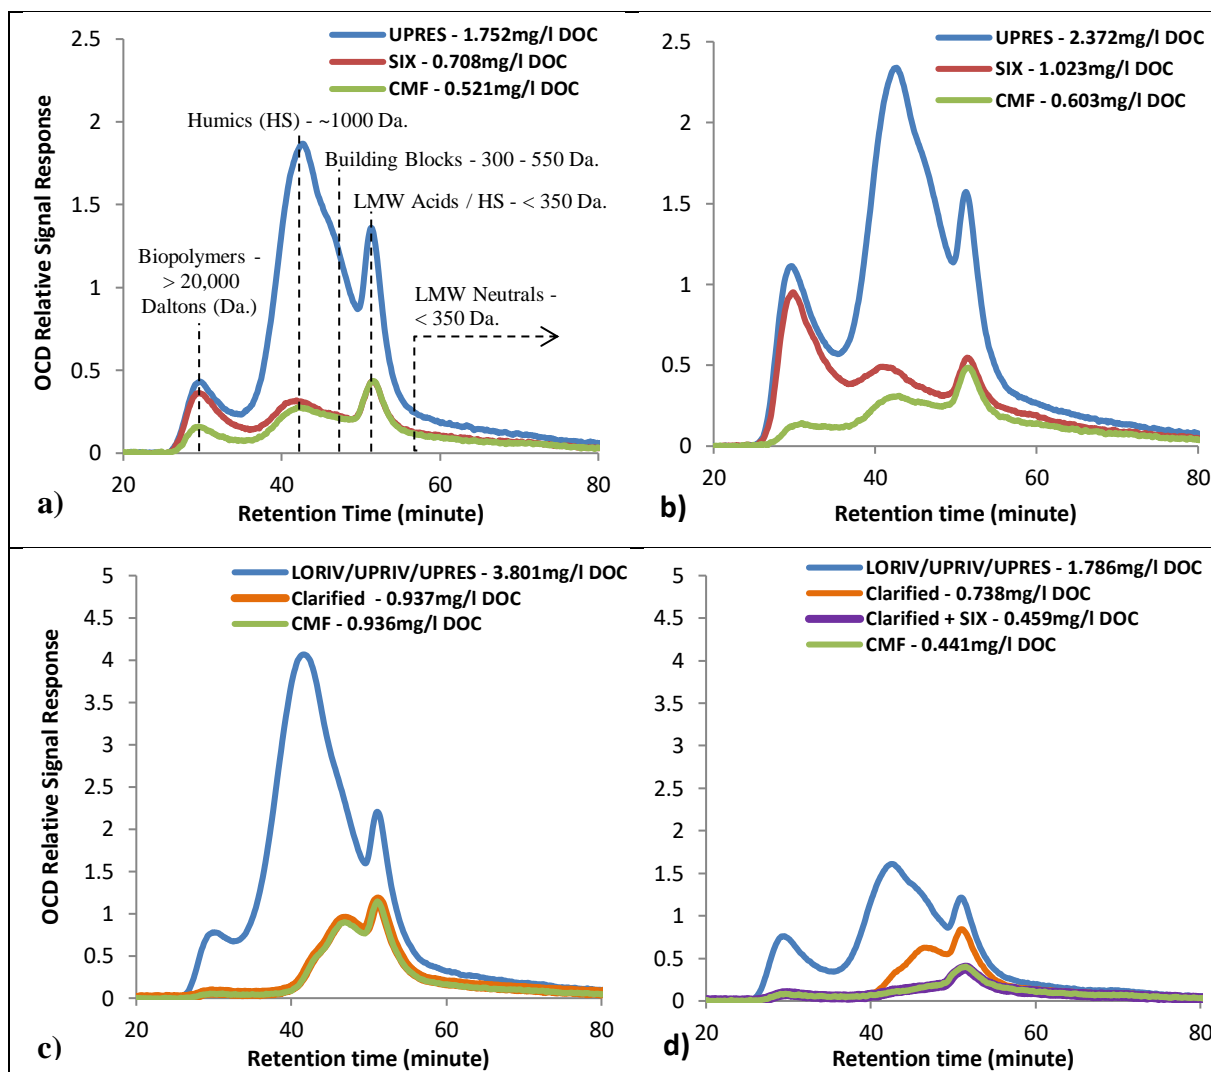 UPRES - 1.752mg/l DOC
SIX - 0.708mg/l DOC
CMF - 0.521mg/l DOC
Humics (HS) - ~1000 Da.
Building Blocks - 300 - 550 Da.
LMW Acids / HS - < 350 Da.
Biopolymers -
> 20,000
Daltons (Da.)
LMW Neutrals -
< 350 Da.
OCD Relative Signal Response
2.5
2
1.5
1
0.5
0
20
40
60
80
Retention Time (minute)
a)
UPRES - 2.372mg/l DOC
SIX - 1.023mg/l DOC
CMF - 0.603mg/l DOC
2.5
2
1.5
1
0.5
0
20
40
60
80
Retention time (minute)
b)
LORIV/UPRIV/UPRES - 3.801mg/l DOC
Clarified - 0.937mg/l DOC
CMF - 0.936mg/l DOC
OCD Relative Signal Response
5
4.5
4
3.5
3
2.5
2
1.5
1
0.5
0
20
40
60
80
Retention time (minute)
c)
LORIV/UPRIV/UPRES - 1.786mg/l DOC
Clarified - 0.738mg/l DOC
Clarified + SIX - 0.459mg/l DOC
CMF - 0.441mg/l DOC
5
4.5
4
3.5
3
2.5
2
1.5
1
0.5
0
20
40
60
80
Retention time (minute)
d)